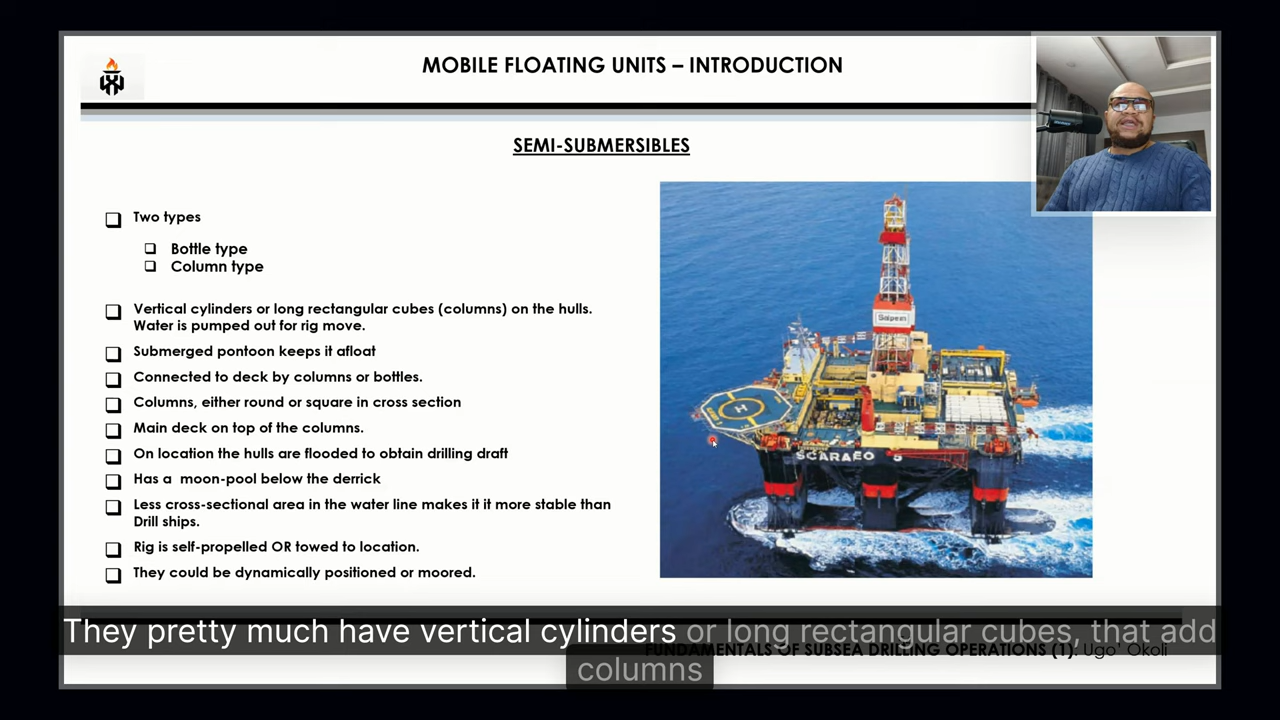 MOBILE FLOATING UNITS – INTRODUCTION
SEMI-SUBMERSIBLES
Two types
Bottle type
Column type
Vertical cylinders or long rectangular cubes (columns) on the hulls.
Water is pumped out for rig move.
Submerged pontoon keeps it afloat
Connected to deck by columns or bottles.
Columns, either round or square in cross section
Main deck on top of the columns.
On location the hulls are flooded to obtain drilling draft
Has a moon-pool below the derrick
Less cross-sectional area in the water line makes it it more stable than
Drill ships.
Rig is self-propelled OR towed to location.
They could be dynamically positioned or moored.
Saipem
H
SCARABEO 5
They pretty much have vertical cylinders or long rectangular cubes, that add
columns
FUNDAMENTALS OF SUBSEA DRILLING OPERATIONS (1): Ugo' Okoli